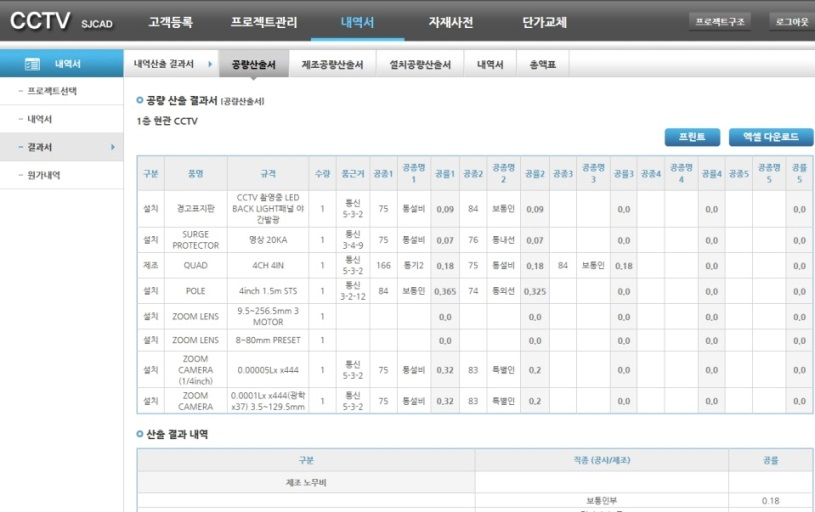 CCTV SJCAD 고객등록 프로젝트관리 내역서 자재사전 단가교체 프로젝트구조 로그아웃
내역서 내역산출 결과서 공량산출서 제조공량산출서 설치공량산출서 내역서 총액표
- 프로젝트선택
- 내역서
- 결과서
- 원가내역
공량 산출 결과서 [공량산출서]
1층 현관 CCTV
프린트 엑셀 다운로드
구분 품명 규격 수량 품근거 공종1 공종명1 공률1 공종2 공종명2 공률2 공종3 공종명3 공률3 공종4 공종명4 공률4 공종5 공종명5 공률5
설치 경고표지판 CCTV 촬영중 LED BACK LIGHT패널 야간발광 1 통신 5-3-2 75 통설비 0,09 84 보통인 0,09 0,0 0,0 0,0
설치 SURGE PROTECTOR 명상 20KA 1 통신 3-4-9 75 통설비 0,07 76 통내선 0,07 0,0 0,0 0,0
제조 QUAD 4CH 4IN 1 통신 5-3-2 166 통기2 0,18 75 통설비 0,18 84 보통인 0,18 0,0 0,0
설치 POLE 4inch 1.5m STS 1 통신 3-2-12 84 보통인 0,365 74 통외선 0,325 0,0 0,0 0,0
설치 ZOOM LENS 9.5~256.5mm 3 MOTOR 1 0,0 0,0 0,0 0,0 0,0
설치 ZOOM LENS 8~80mm PRESET 1 0,0 0,0 0,0 0,0 0,0
설치 ZOOM CAMERA (1/4inch) 0.00005Lx x444 1 통신 5-3-2 75 통설비 0,32 83 특별인 0,2 0,0 0,0 0,0
설치 ZOOM CAMERA 0.0001Lx x444(광학 x37) 3.5~129.5mm 1 통신 5-3-2 75 통설비 0,32 83 특별인 0,2 0,0 0,0 0,0
산출 결과 내역
구분 직종 (공사/제조) 공률
제조 노무비
보통인부 0.18